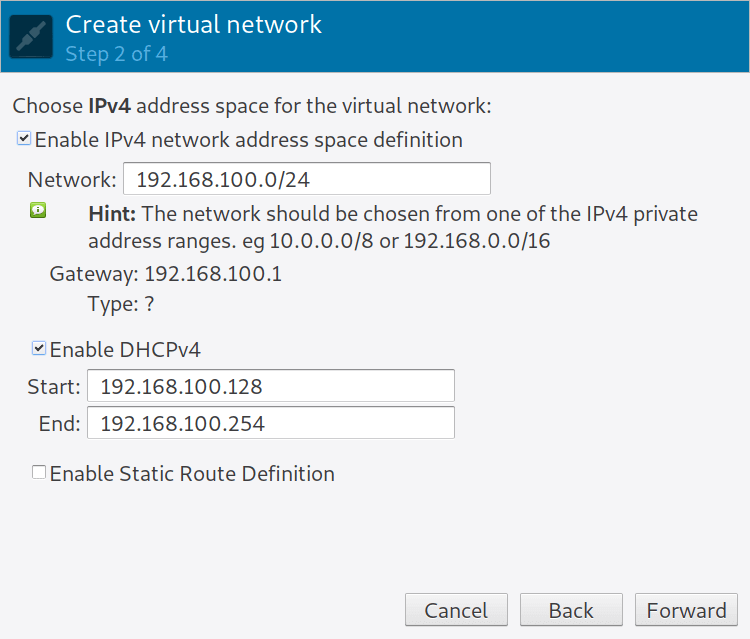 Create virtual network
Step 2 of 4
Choose IPv4 address space for the virtual network:
Enable IPv4 network address space definition
Network: 192.168.100.0/24
Hint: The network should be chosen from one of the IPv4 private
address ranges. eg 10.0.0.0/8 or 192.168.0.0/16
Gateway: 192.168.100.1
Type: ?
Enable DHCPv4
Start: 192.168.100.128
End: 192.168.100.254
Enable Static Route Definition
Cancel Back Forward